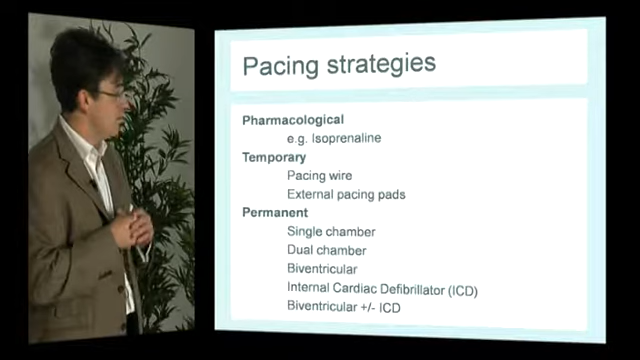 Pacing strategies
Pharmacological
e.g. Isoprenaline
Temporary
Pacing wire
External pacing pads
Permanent
Single chamber
Dual chamber
Biventricular
Internal Cardiac Defibrillator (ICD)
Biventricular +/- ICD